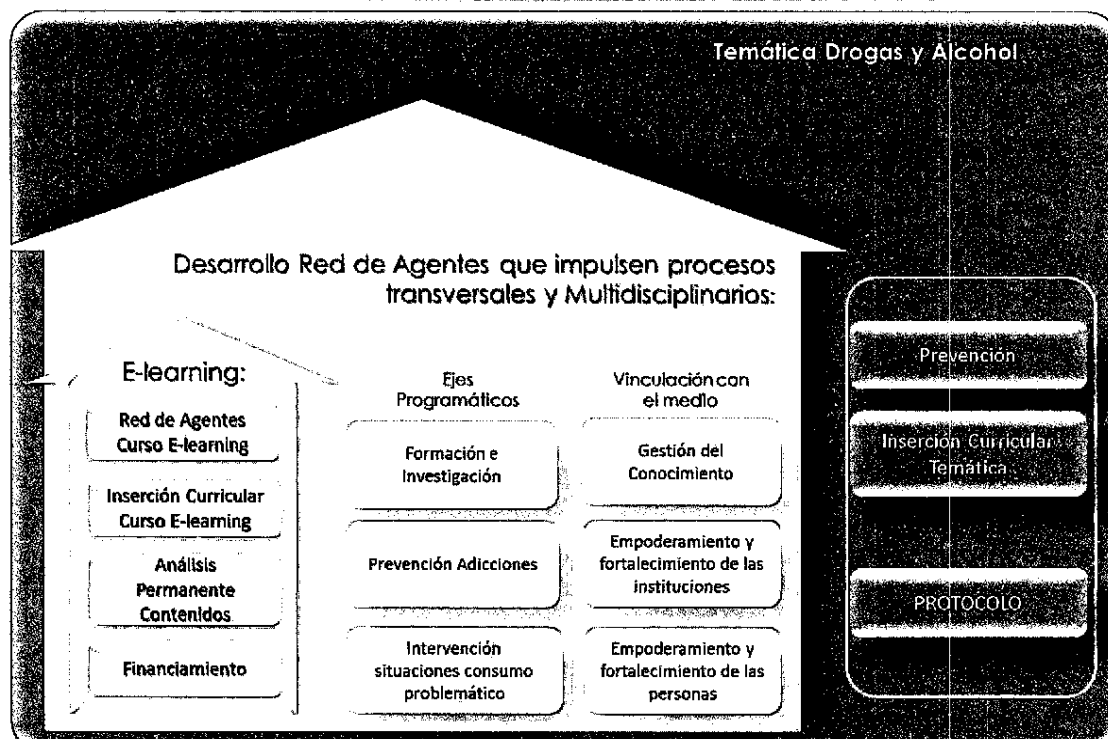 Temática Drogas y Alcohol
Desarrollo Red de Agentes que impulsen procesos
transversales y Multidisciplinarios:
E-learning:
Red de Agentes
Curso E-learning
Inserción Curricular
Curso E-learning
Análisis
Permanente
Contenidos
Financiamiento
Ejes
Programáticos
Formación e
Investigación
Prevención Adicciones
Intervención
situaciones consumo
problemático
Vinculación con
el medio
Gestión del
Conocimiento
Empoderamiento y
fortalecimiento de las
instituciones
Empoderamiento y
fortalecimiento de las
personas
Prevención
Inserción Curricular
Temática
PROTOCOLO